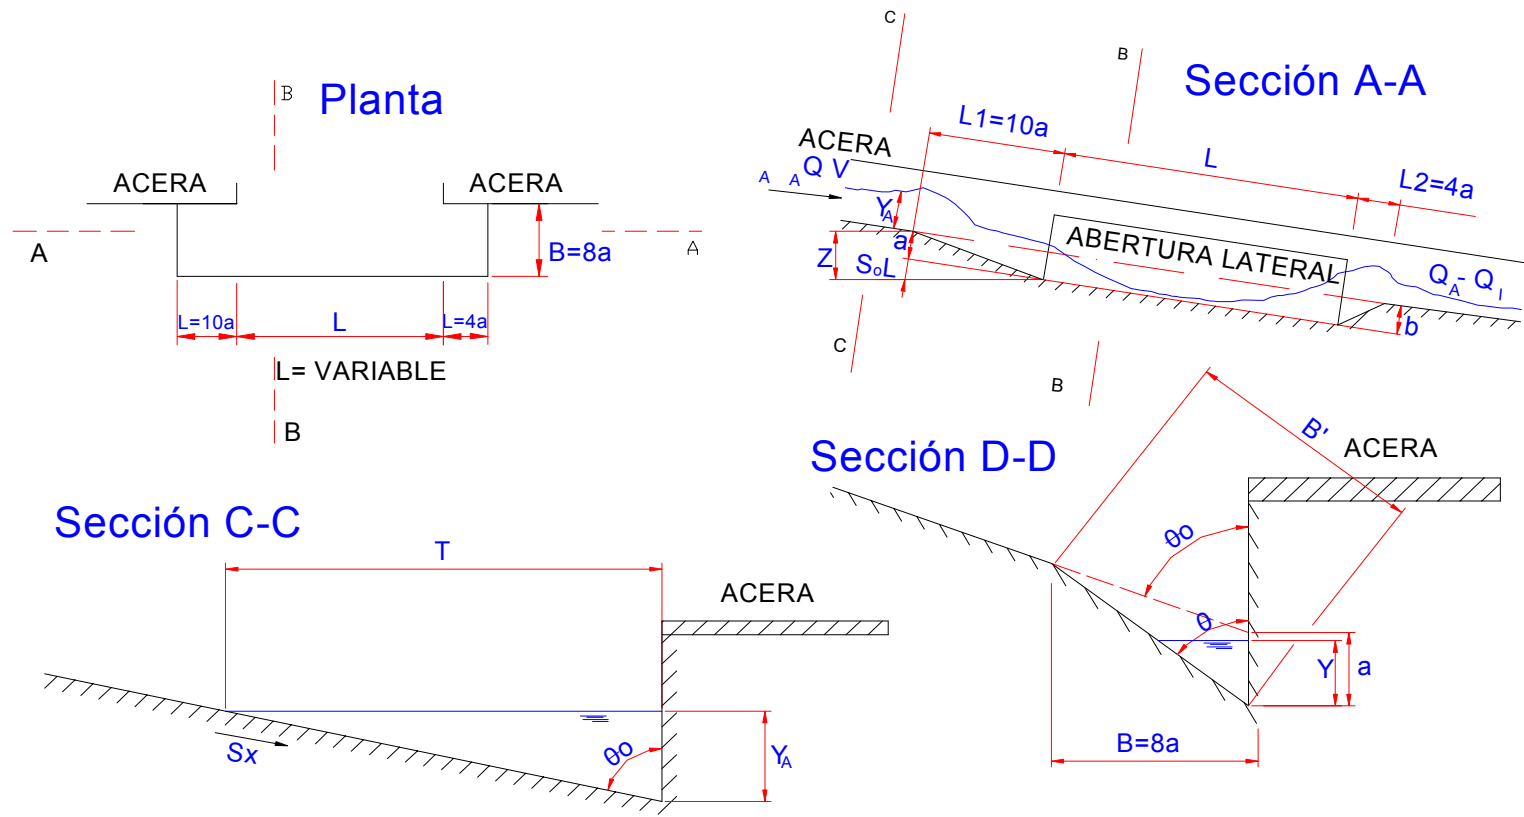 B
Planta
ACERA
ACERA
A
A
B=8a
L=10a
L
L=4a
L= VARIABLE
B
C
B
Sección A-A
L1=10a
ACERA
L
A A Q V
L2=4a
YA
a
Z
SoL
ABERTURA LATERAL
QA- QI
b
C
B
Sección C-C
T
ACERA
Sx
θo
YA
Sección D-D
B'
ACERA
θo
θ
Y
a
B=8a